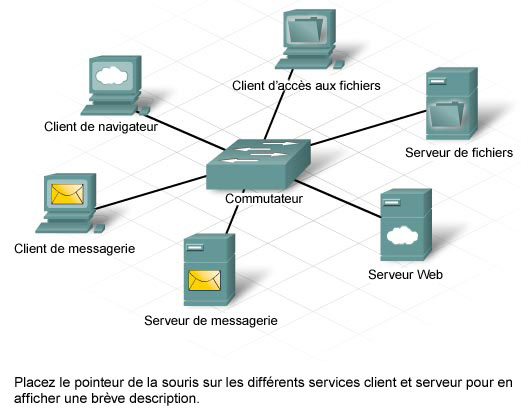 Client d'accès aux fichiers
Client de navigateur
Serveur de fichiers
Commutateur
Client de messagerie
Serveur Web
Serveur de messagerie
Placez le pointeur de la souris sur les différents services client et serveur pour en
afficher une brève description.